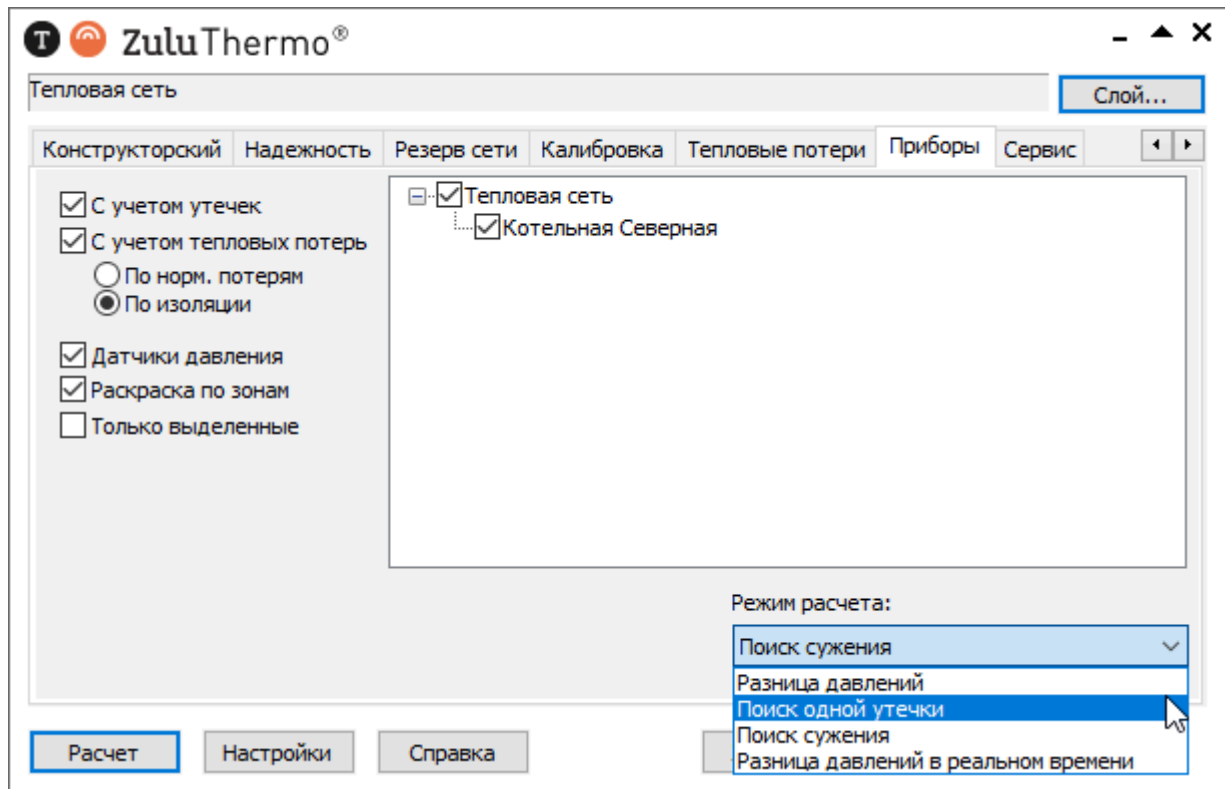 ZuluThermo®
Тепловая сеть
Слой...
Конструкторский Надежность Резерв сети Калибровка Тепловые потери Приборы Сервис
С учетом утечек
С учетом тепловых потерь
По норм. потерям
По изоляции
Датчики давления
Раскраска по зонам
Только выделенные
Тепловая сеть
Котельная Северная
Режим расчета:
Поиск сужения
Разница давлений
Поиск одной утечки
Поиск сужения
Разница давлений в реальном времени
Расчет Настройки Справка